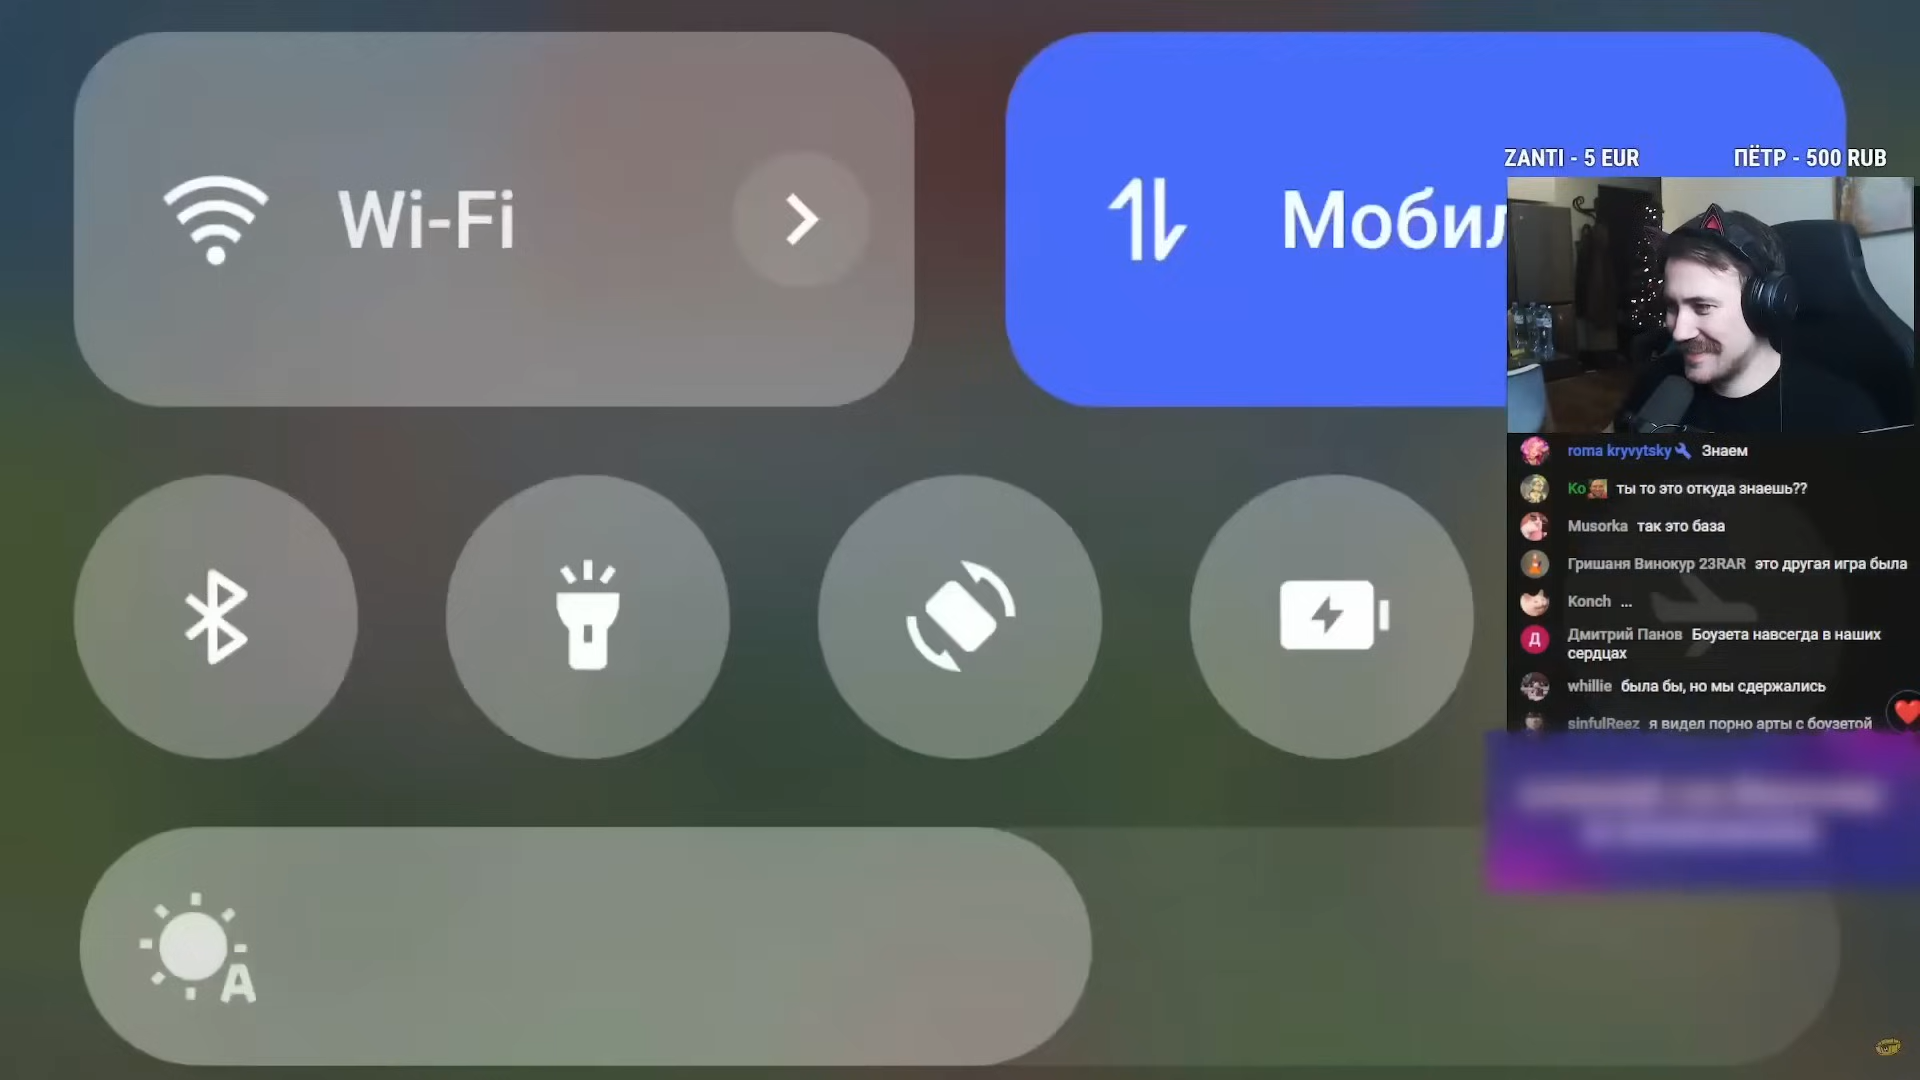 Wi-Fi
Мобил
ZANTI - 5 EUR
ПЁТР - 500 RUB
roma kryvytsky Знаем
Ko ты то это откуда знаешь??
Musorka так это база
Гришаня Винокур 23RAR это другая игра была
Konch ...
Д
Дмитрий Панов Боузета навсегда в наших
сердцах
whillie была бы, но мы сдержались
sinfulReez я видел порно арты с боузетой
A